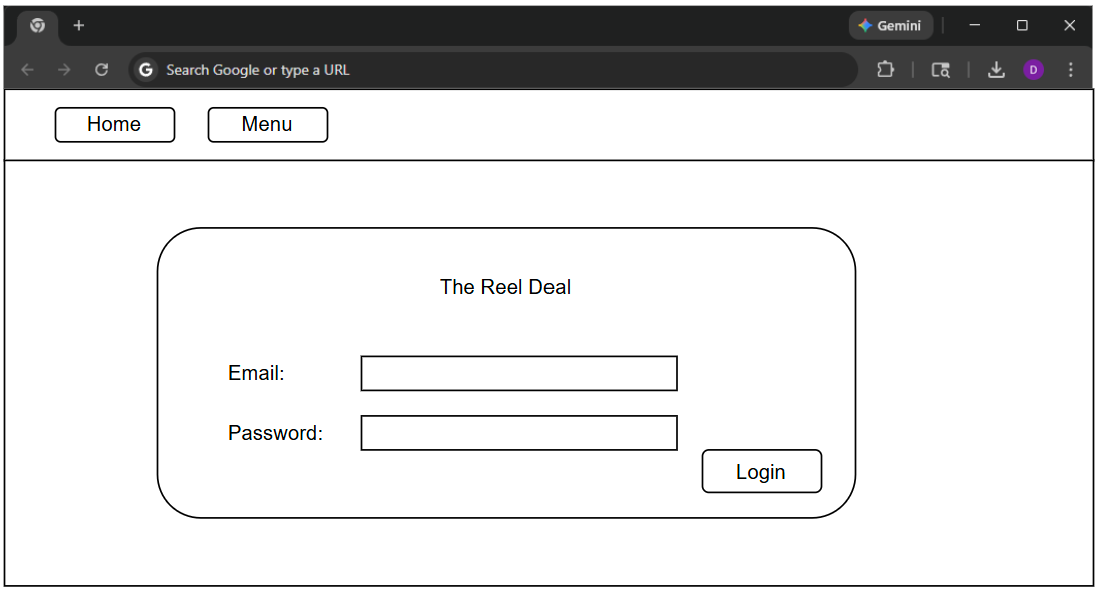 Gemini
Search Google or type a URL
D
Home Menu
The Reel Deal
Email:
Password:
Login